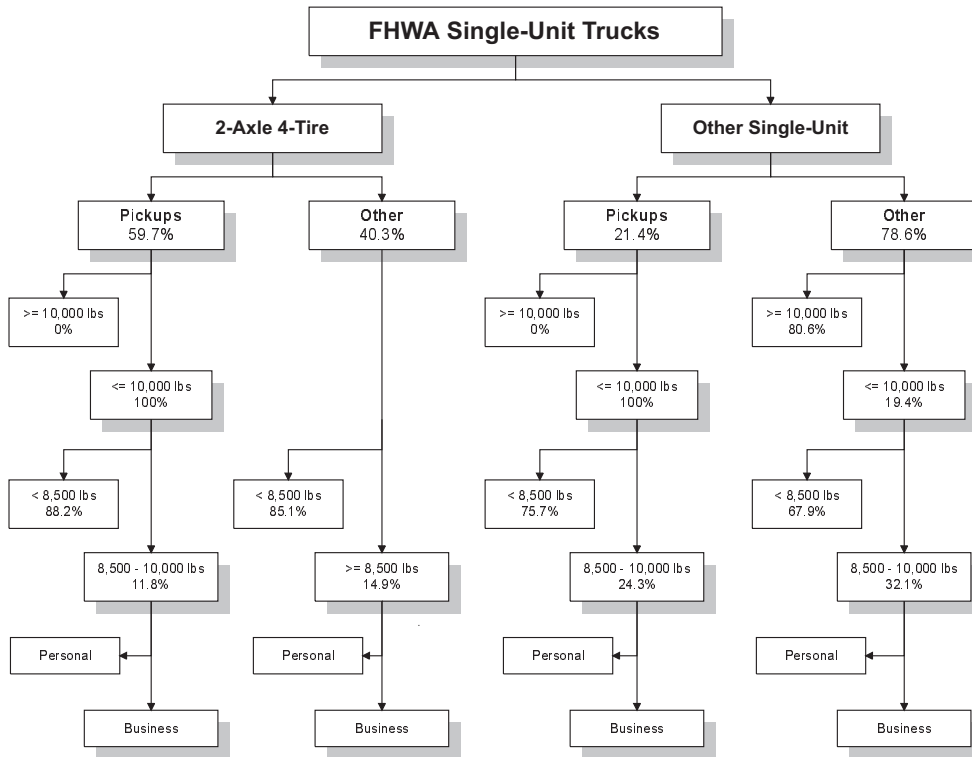 FHWA Single-Unit Trucks
2-Axle 4-Tire
Other Single-Unit
Pickups
59.7%
Other
40.3%
Pickups
21.4%
Other
78.6%
>= 10,000 lbs
0%
>= 10,000 lbs
0%
>= 10,000 lbs
80.6%
<= 10,000 lbs
100%
<= 10,000 lbs
100%
<= 10,000 lbs
19.4%
< 8,500 lbs
88.2%
< 8,500 lbs
85.1%
< 8,500 lbs
75.7%
< 8,500 lbs
67.9%
8,500 - 10,000 lbs
11.8%
>= 8,500 lbs
14.9%
8,500 - 10,000 lbs
24.3%
8,500 - 10,000 lbs
32.1%
Personal
Personal
Personal
Personal
Business
Business
Business
Business